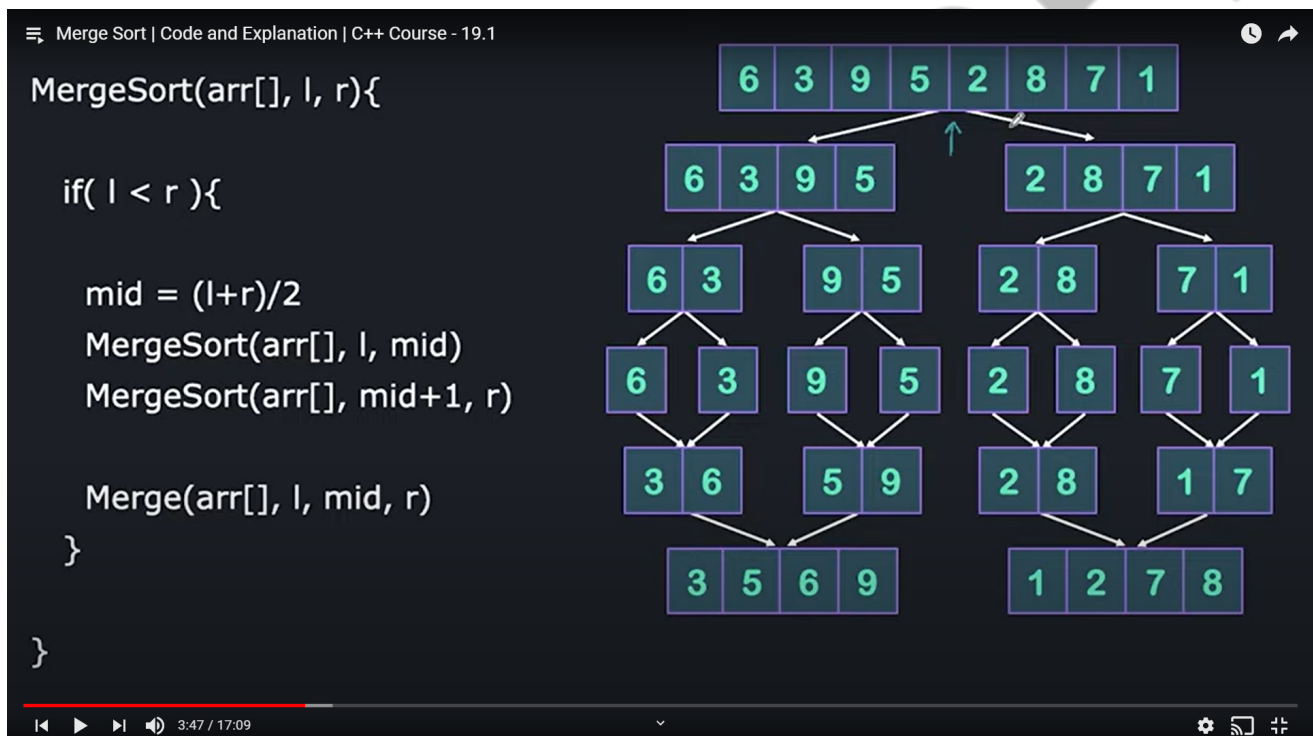 Merge Sort | Code and Explanation | C++ Course - 19.1
MergeSort(arr[], l, r){
if( l < r ){
mid = (l+r)/2
MergeSort(arr[], l, mid)
MergeSort(arr[], mid+1, r)
Merge(arr[], l, mid, r)
}
}
6 3 9 5 2 8 7 1
6 3 9 5 2 8 7 1
6 3 9 5 2 8 7 1
6 3 9 5 2 8 7 1
3 6 5 9 2 8 1 7
3 5 6 9 1 2 7 8
3:47 / 17:09